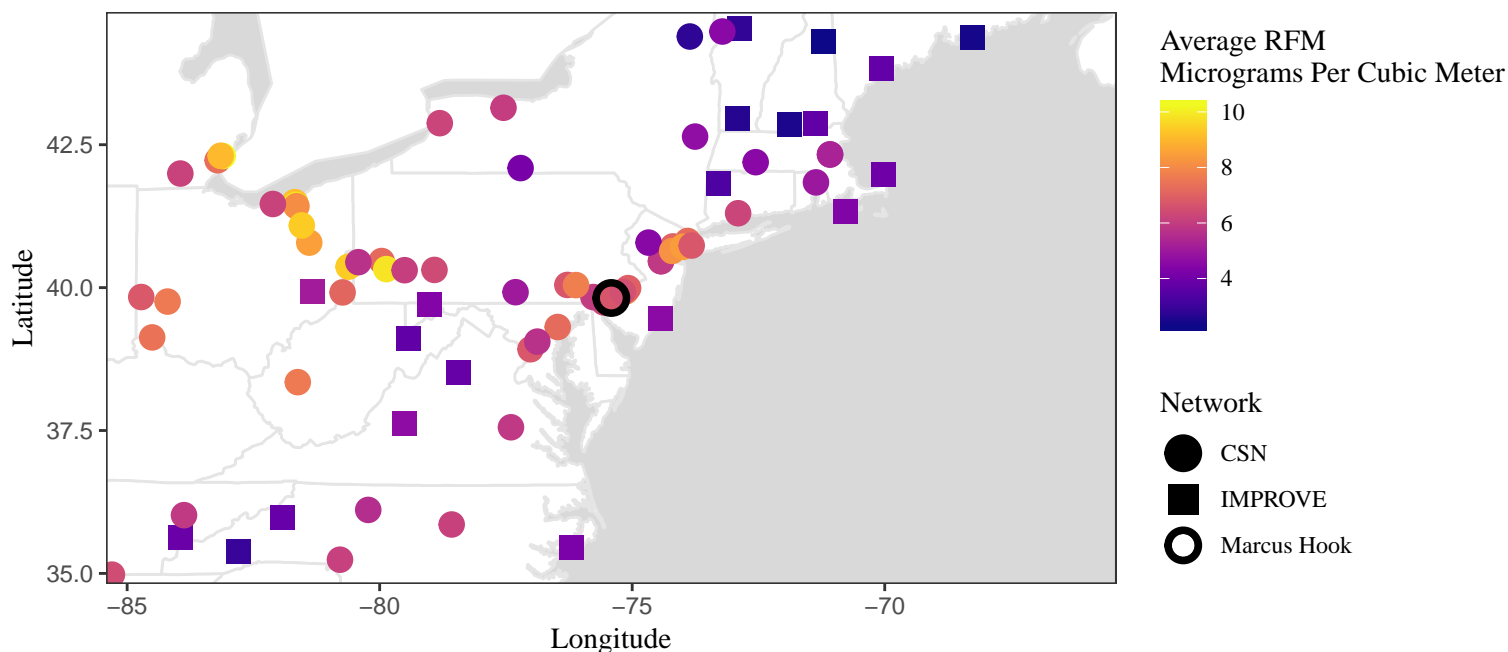 Average RFM
Micrograms Per Cubic Meter
10
8
6
4
Network
CSN
IMPROVE
Marcus Hook
Latitude
42.5
40.0
37.5
35.0
−85
−80
−75
−70
Longitude